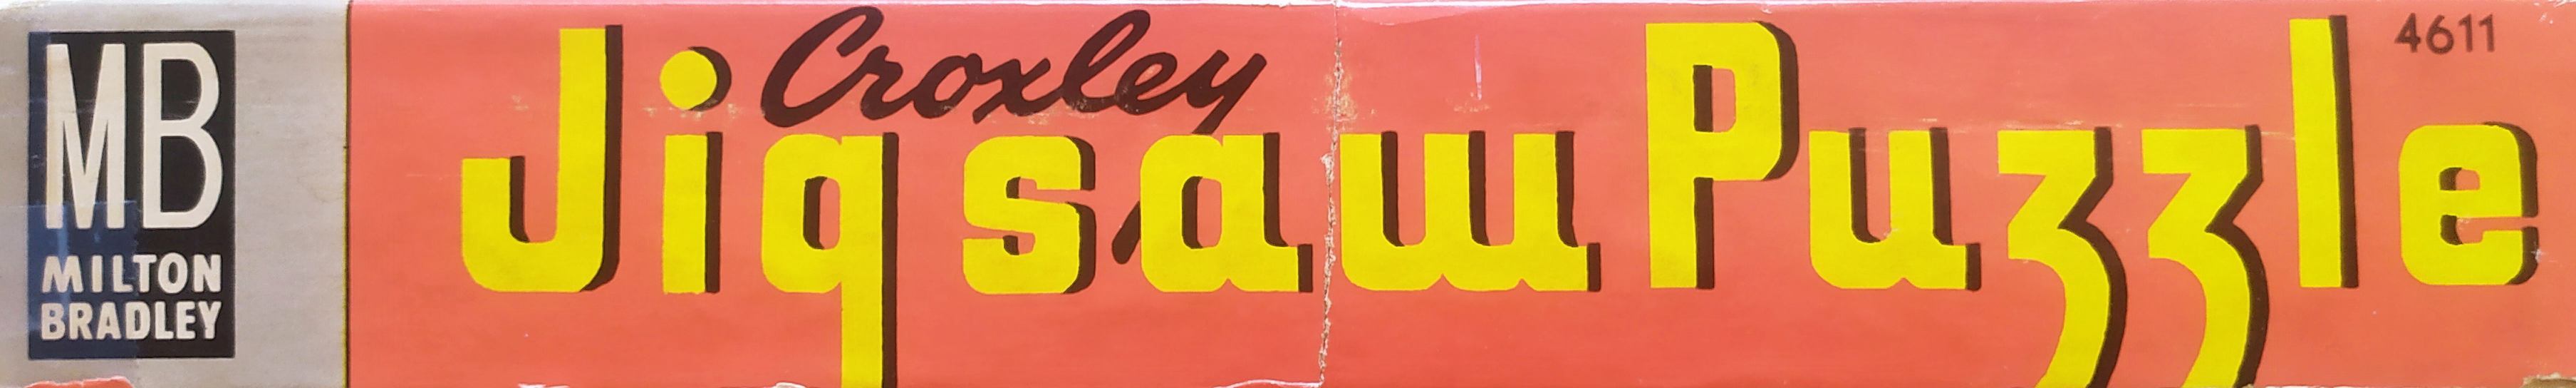 MB
MILTON
BRADLEY
Croxley
Jigsaw Puzzle
4611